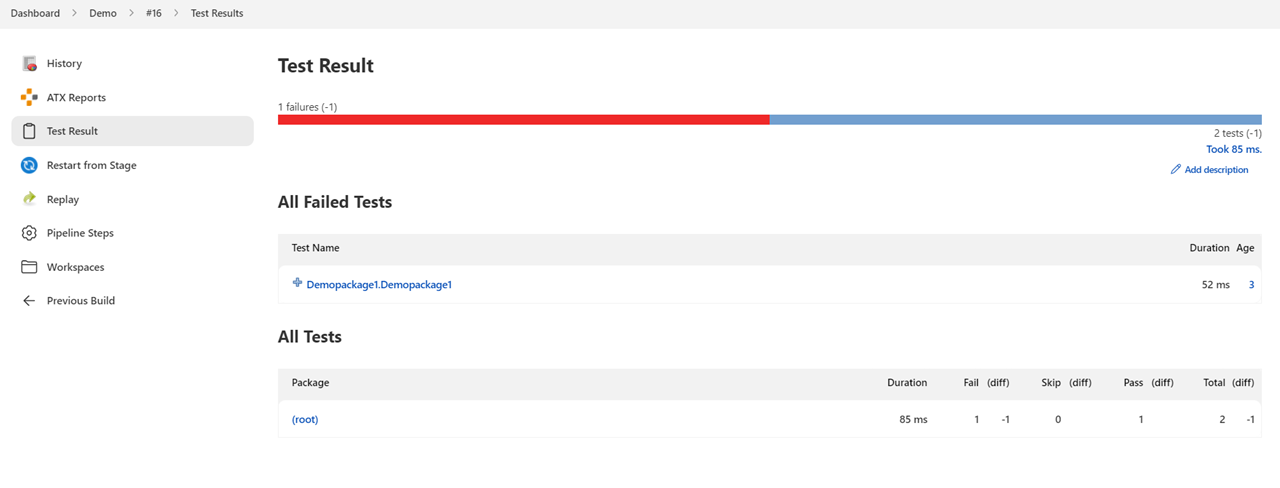 Dashboard > Demo > #16 > Test Results
History
ATX Reports
Test Result
Restart from Stage
Replay
Pipeline Steps
Workspaces
Previous Build
Test Result
1 failures (-1)
2 tests (-1)
Took 85 ms.
Add description
All Failed Tests
Test Name Duration Age
Demopackage1.Demopackage1 52 ms 3
All Tests
Package Duration Fail (diff) Skip (diff) Pass (diff) Total (diff)
(root) 85 ms 1 -1 0 1 2 -1